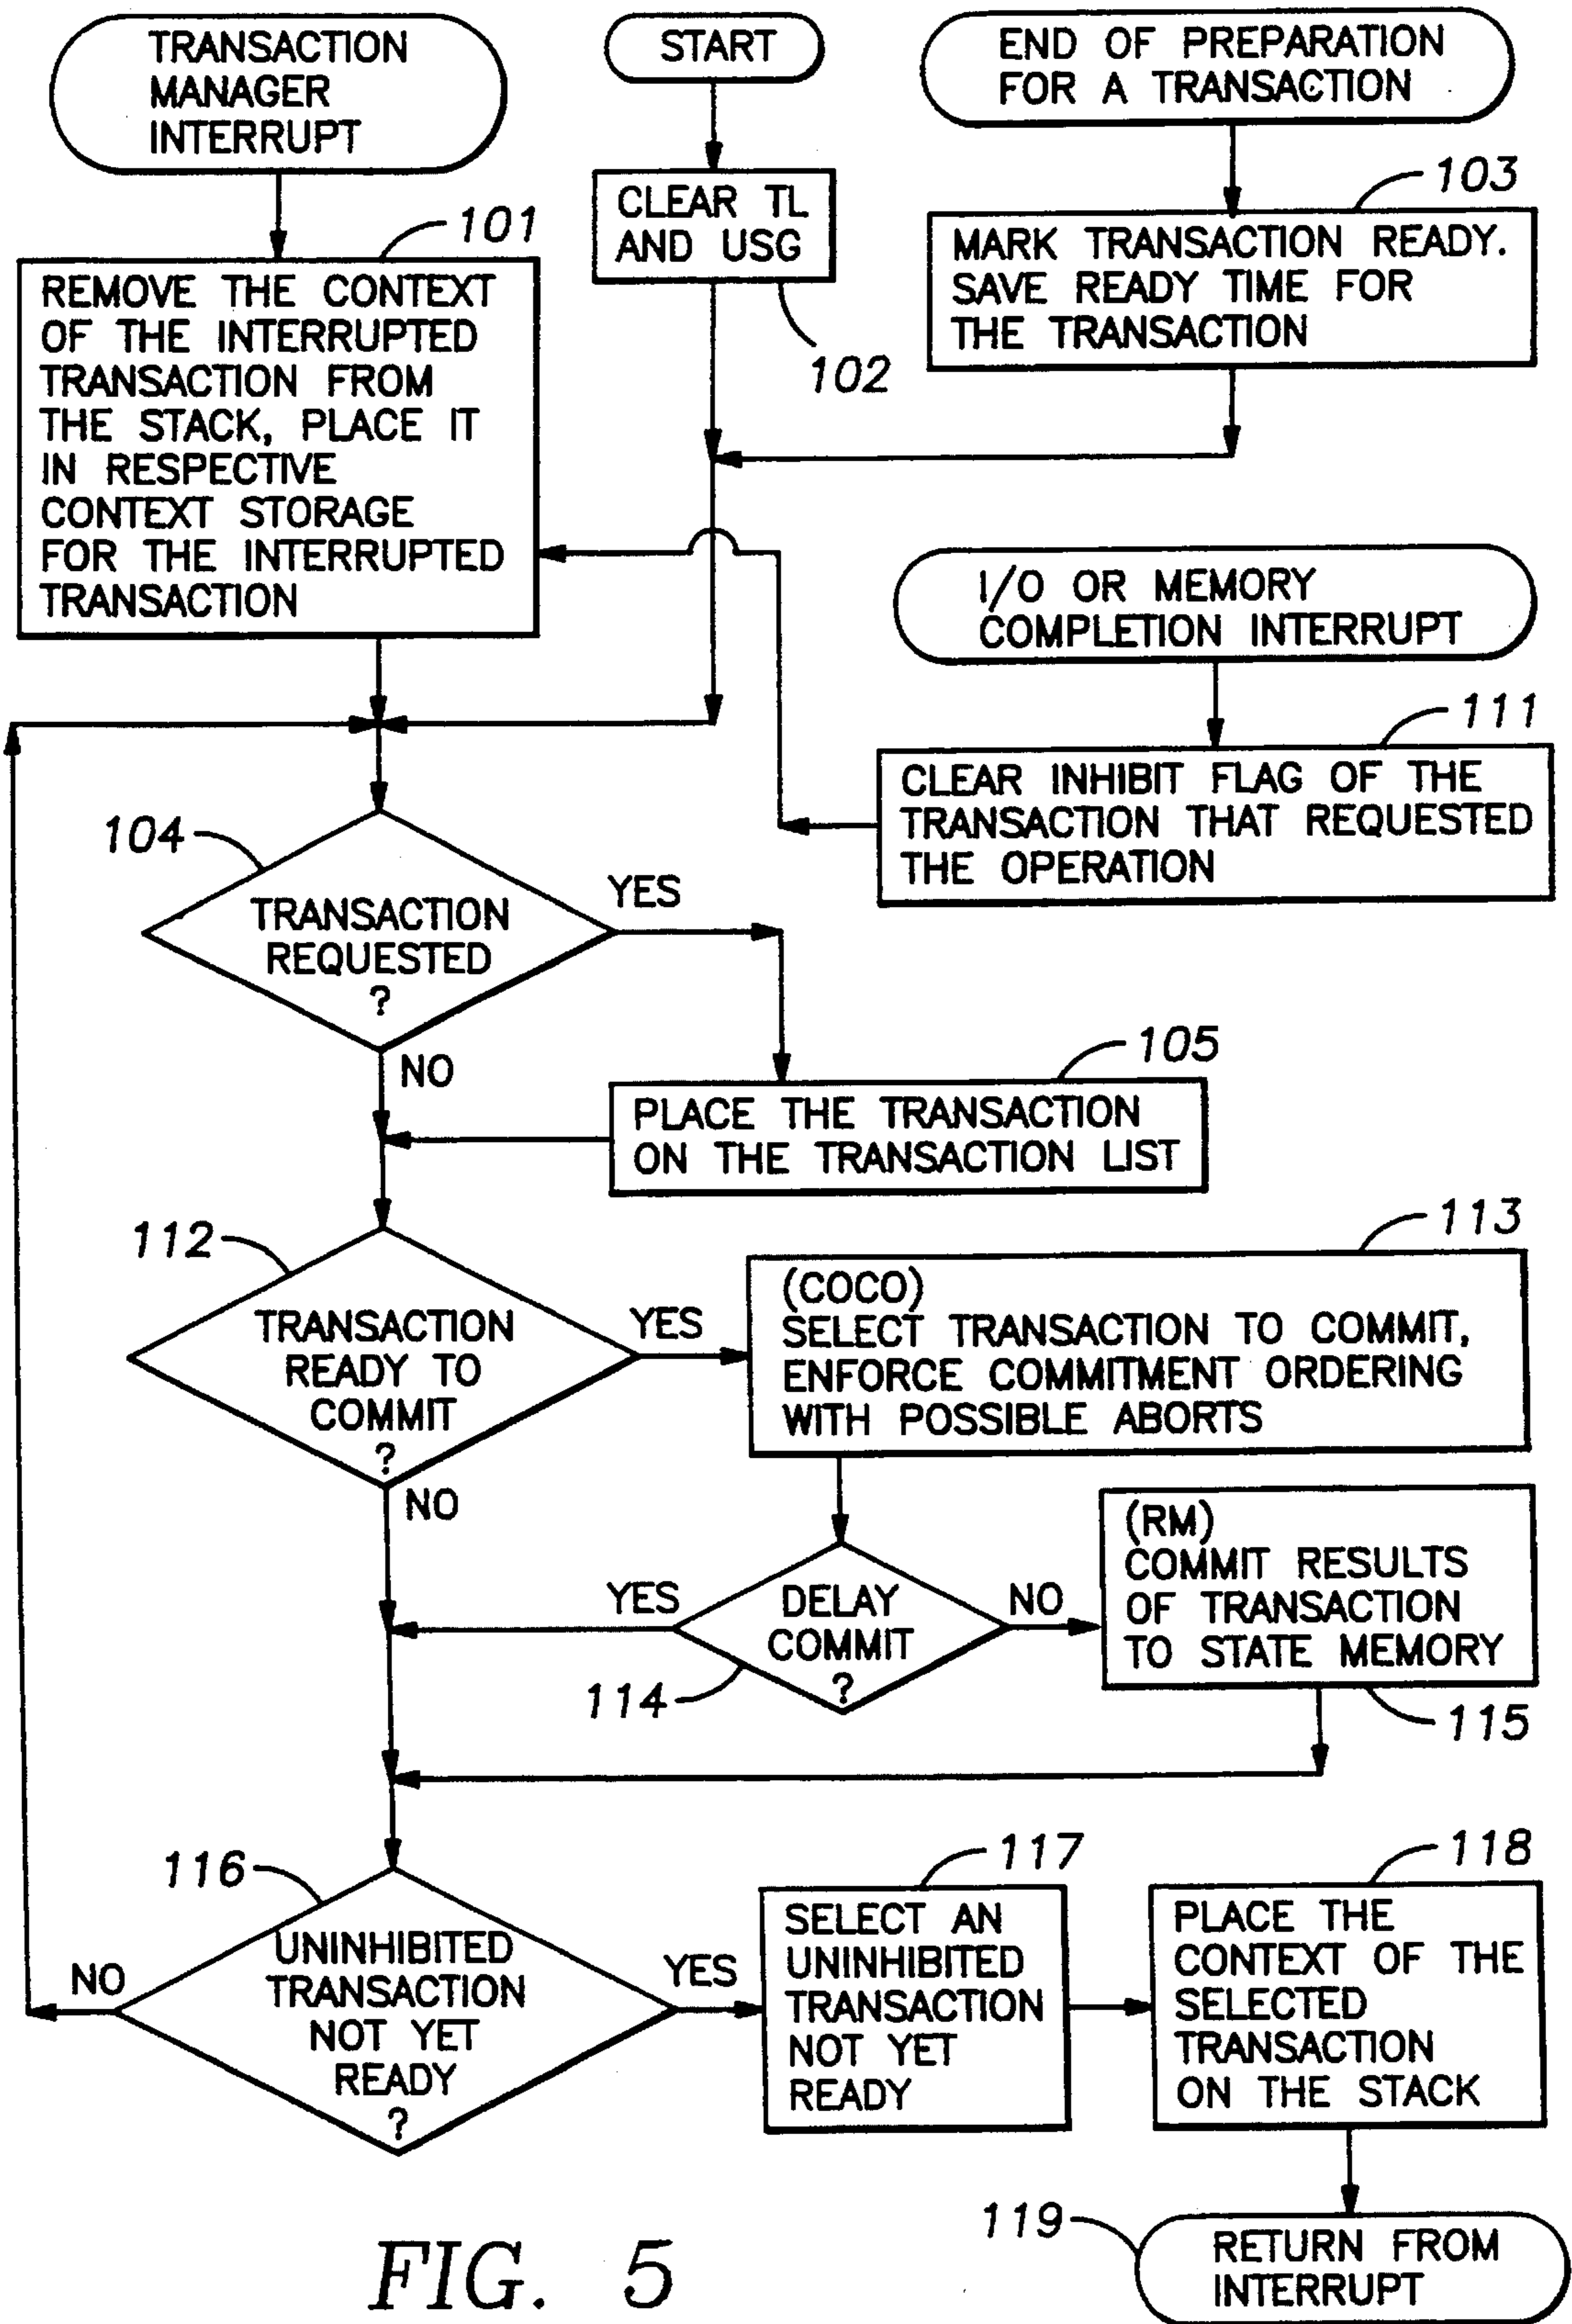 TRANSACTION
MANAGER
INTERRUPT
START
END OF PREPARATION
FOR A TRANSACTION
101
REMOVE THE CONTEXT
OF THE INTERRUPTED
TRANSACTION FROM
THE STACK, PLACE IT
IN RESPECTIVE
CONTEXT STORAGE
FOR THE INTERRUPTED
TRANSACTION
CLEAR TL
AND USG
102
103
MARK TRANSACTION READY.
SAVE READY TIME FOR
THE TRANSACTION
I/O OR MEMORY
COMPLETION INTERRUPT
111
CLEAR INHIBIT FLAG OF THE
TRANSACTION THAT REQUESTED
THE OPERATION
104
TRANSACTION
REQUESTED
?
YES
NO
105
PLACE THE TRANSACTION
ON THE TRANSACTION LIST
112
TRANSACTION
READY TO
COMMIT
?
YES
NO
113
(COCO)
SELECT TRANSACTION TO COMMIT,
ENFORCE COMMITMENT ORDERING
WITH POSSIBLE ABORTS
YES
DELAY
COMMIT
?
NO
114
(RM)
COMMIT RESULTS
OF TRANSACTION
TO STATE MEMORY
115
116
UNINHIBITED
TRANSACTION
NOT YET
READY
?
NO
YES
117
SELECT AN
UNINHIBITED
TRANSACTION
NOT YET
READY
118
PLACE THE
CONTEXT OF THE
SELECTED
TRANSACTION
ON THE STACK
119
RETURN FROM
INTERRUPT
FIG. 5